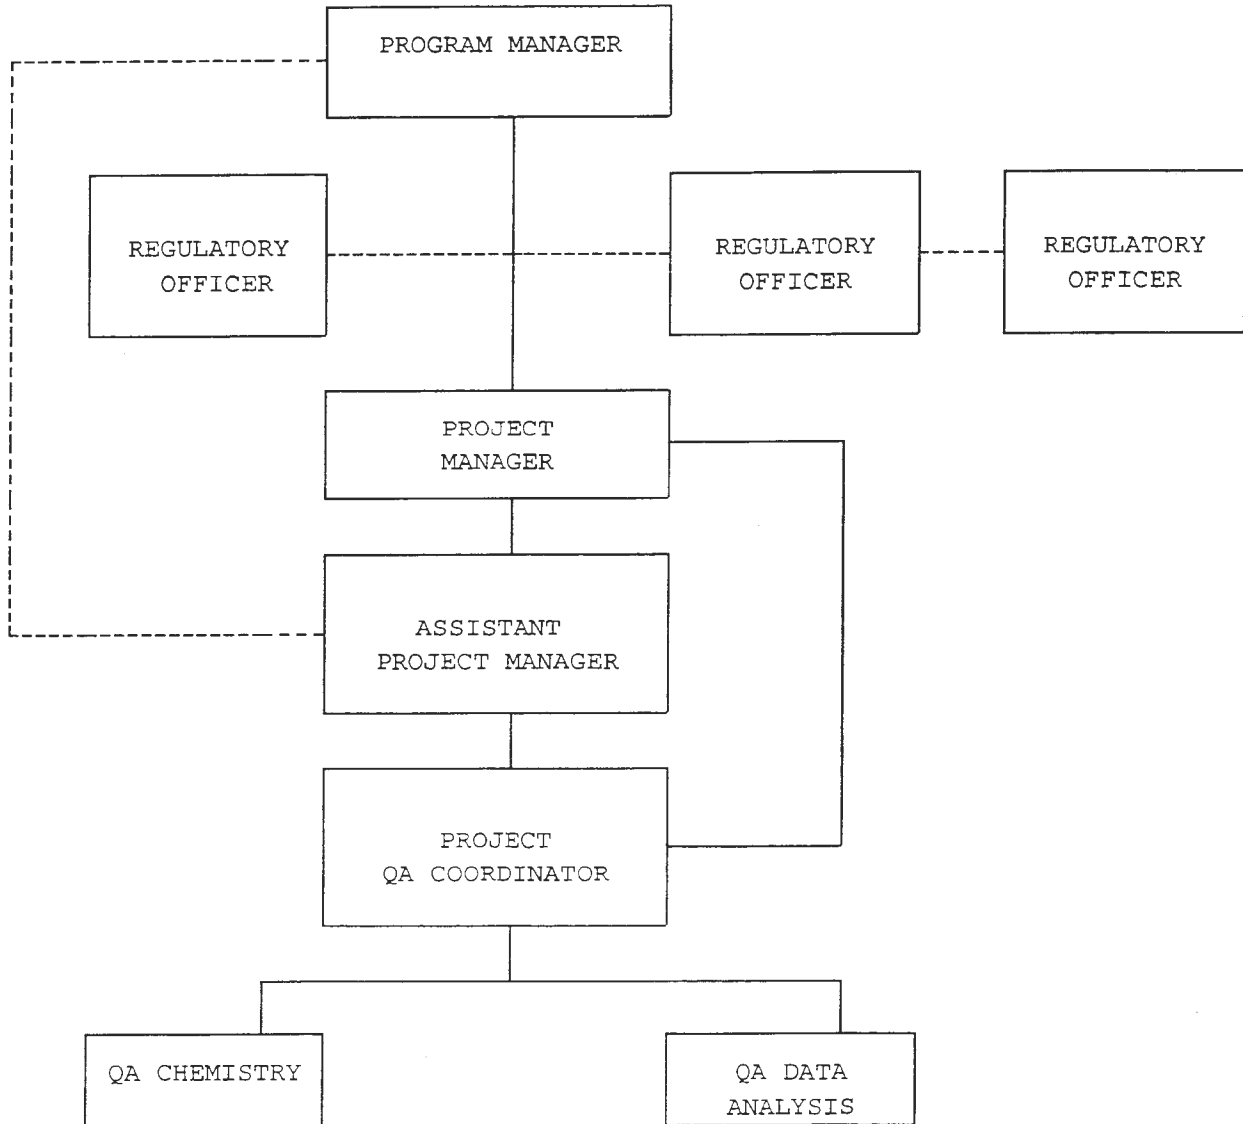 PROGRAM MANAGER
REGULATORY
OFFICER
REGULATORY
OFFICER
REGULATORY
OFFICER
PROJECT
MANAGER
ASSISTANT
PROJECT MANAGER
PROJECT
QA COORDINATOR
QA CHEMISTRY
QA DATA
ANALYSIS